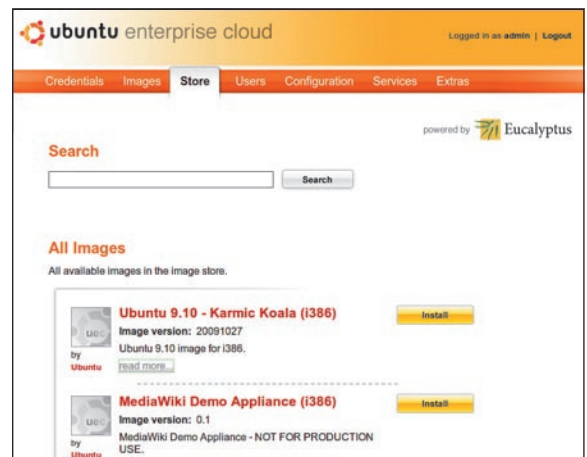 ubuntu enterprise cloud
Logged in as admin | Logout
Credentials Images Store Users Configuration Services Extras
powered by Eucalyptus
Search
Search
All Images
All available images in the image store.
Ubuntu 9.10 - Karmic Koala (i386)
Install
uec
Image version: 20091027
Ubuntu 9.10 image for i386.
by
Ubuntu
read more...
MediaWiki Demo Appliance (i386)
Install
uec
Image version: 0.1
MediaWiki Demo Appliance - NOT FOR PRODUCTION
USE.
by
Ubuntu